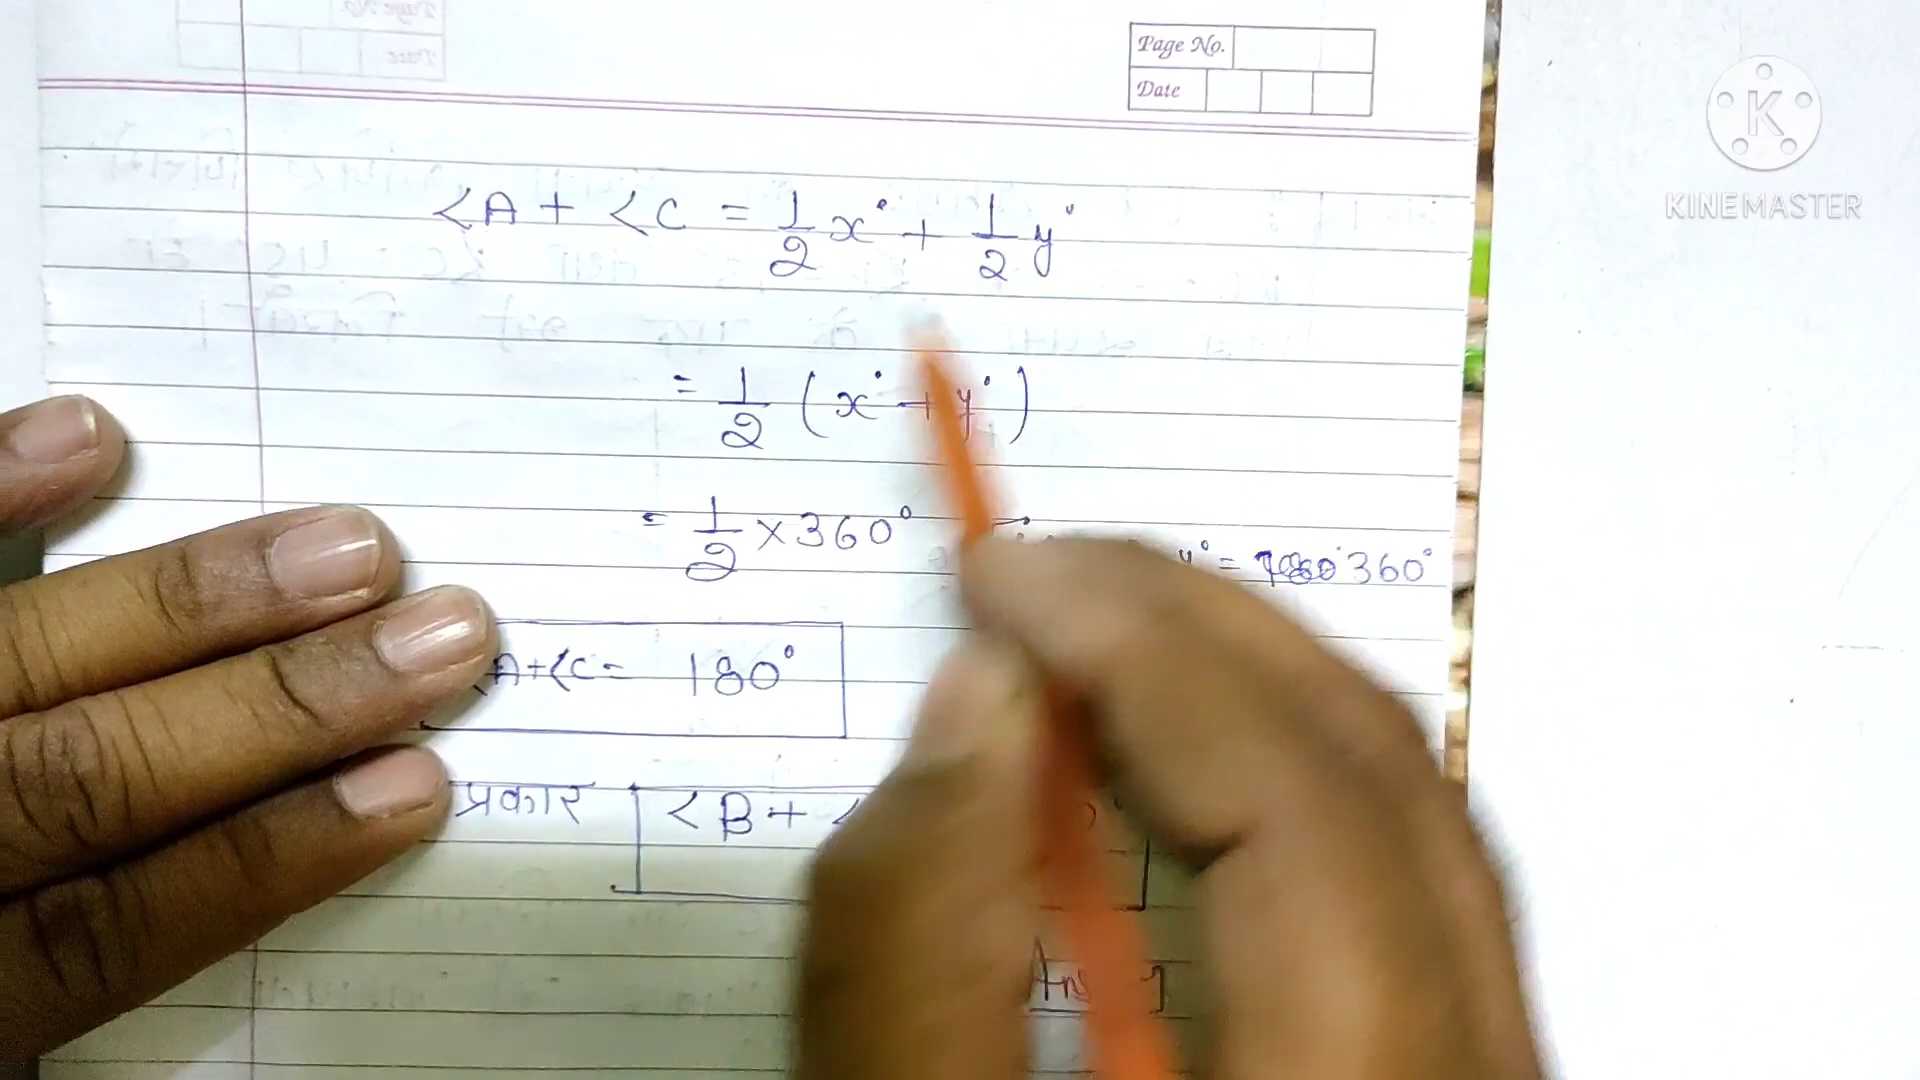 Page No.
Date
KINEMASTER
<A + <C = 1/2 x° + 1/2 y°
= 1/2 (x° + y°)
= 1/2 × 360°
y° = 360°
<A + <C = 180°
प्रकार <B + <